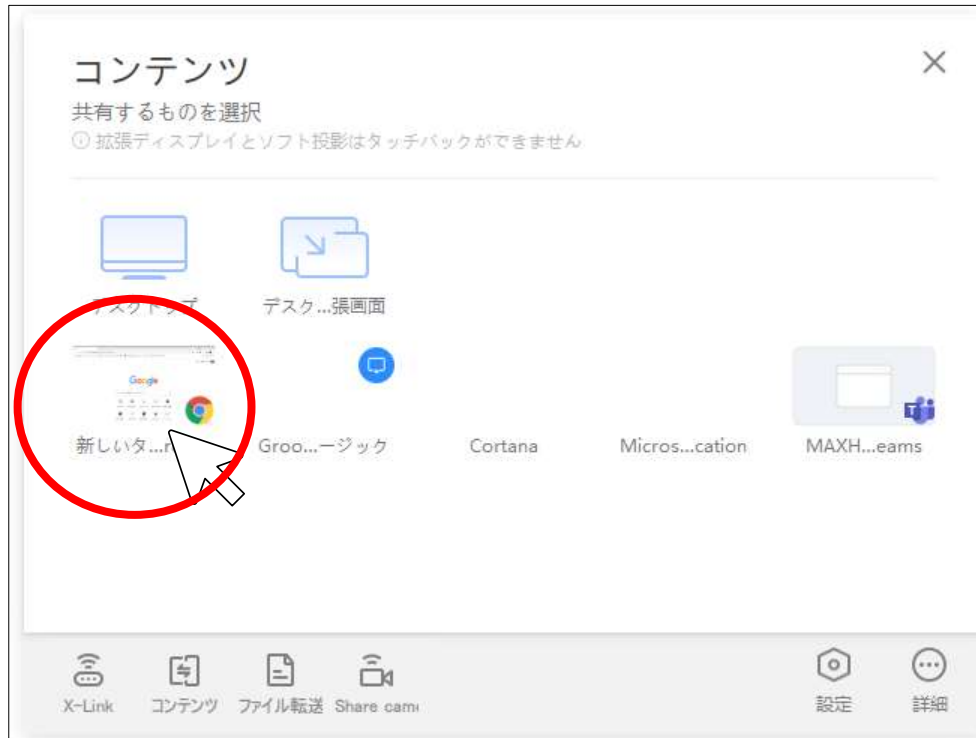 コンテンツ
共有するものを選択
拡張ディスプレイとソフト投影はタッチバックができません
デスクトップ
デスク...張画面
Google
新しいタ...r
Groo...ージック
Cortana
Micros...cation
MAXH...eams
X-Link
コンテンツ
ファイル転送
Share cam
設定
詳細